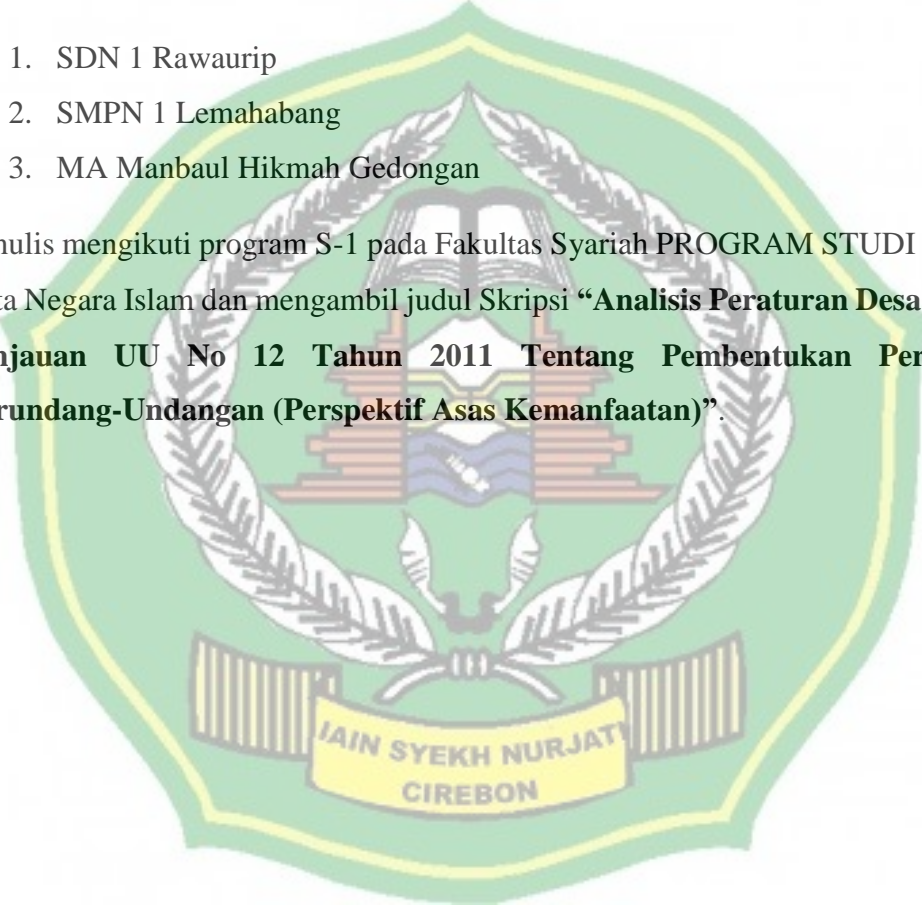 1. SDN 1 Rawaurip
2. SMPN 1 Lemahabang
3. MA Manbaul Hikmah Gedongan
nulis mengikuti program S-1 pada Fakultas Syariah PROGRAM STUDI
ta Negara Islam dan mengambil judul Skripsi “Analisis Peraturan Desa
njauan UU No 12 Tahun 2011 Tentang Pembentukan Per
rundang-Undangan (Perspektif Asas Kemanfaatan)”.
IAIN SYEKH NURJATI
CIREBON